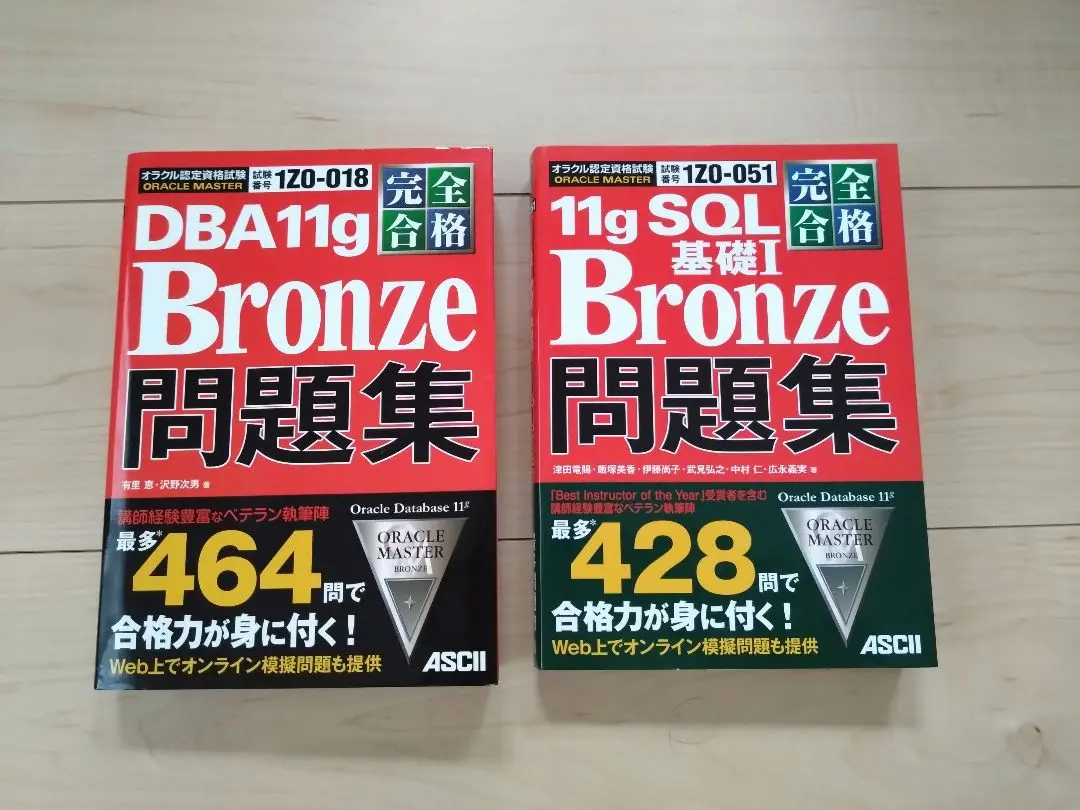 オラクル認定資格試験
ORACLE MASTER
試験番号 1Z0-018
完全合格
DBA11g
Bronze
問題集
有里 恵・沢野次男 著
講師経験豊富なベテラン執筆陣
最多*464問で
合格力が身に付く!
Web上でオンライン模擬問題も提供
Oracle Database 11g
ORACLE
MASTER
BRONZE
ASCII
オラクル認定資格試験
ORACLE MASTER
試験番号 1Z0-051
完全合格
11g SQL
基礎I
Bronze
問題集
津田竜賜・飯塚美香・伊藤尚子・武見弘之・中村 仁・広永義実 著
「Best Instructor of the Year」受賞者を含む
講師経験豊富なベテラン執筆陣
最多*428問で
合格力が身に付く!
Web上でオンライン模擬問題も提供
Oracle Database 11g
ORACLE
MASTER
BRONZE
ASCII